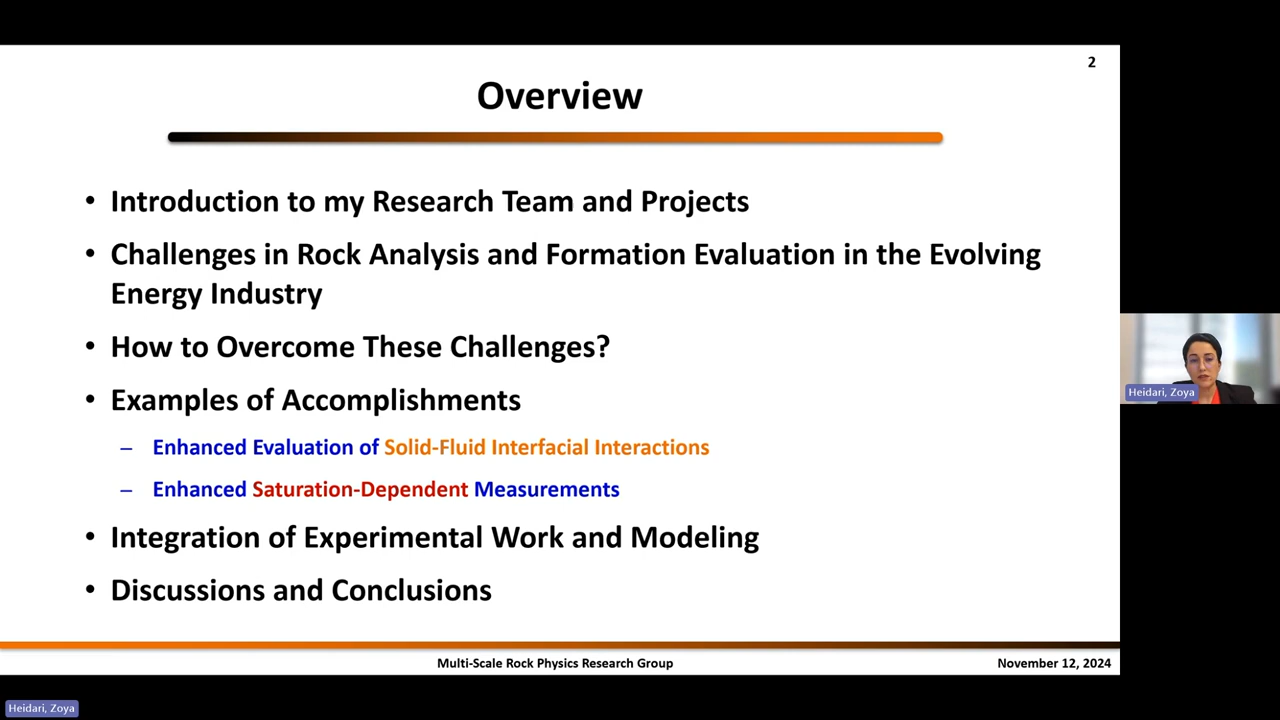 2
Overview
• Introduction to my Research Team and Projects
• Challenges in Rock Analysis and Formation Evaluation in the Evolving
Energy Industry
• How to Overcome These Challenges?
• Examples of Accomplishments
– Enhanced Evaluation of Solid-Fluid Interfacial Interactions
– Enhanced Saturation-Dependent Measurements
• Integration of Experimental Work and Modeling
• Discussions and Conclusions
Multi-Scale Rock Physics Research Group
November 12, 2024
Heidari, Zoya
Heidari, Zoya